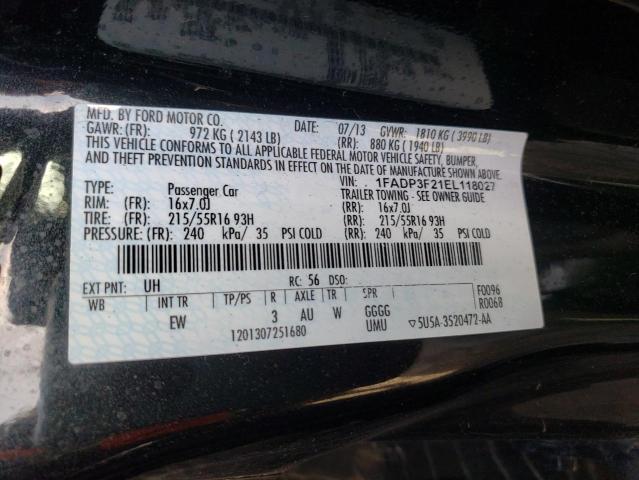 MFD. BY FORD MOTOR CO. 07/13 GVWR: 1810 KG ( 3990 LB)
GAWR: (FR): 972 KG ( 2143 LB) (RR): 880 KG ( 1940 LB)
THIS VEHICLE CONFORMS TO ALL APPLICABLE FEDERAL MOTOR VEHICLE SAFETY, BUMPER,
AND THEFT PREVENTION STANDARDS IN EFFECT ON THE DATE OF MANUFACTURE SHOWN ABOVE.
VIN: 1FADP3F21EL118027
TYPE: Passenger Car TRAILER TOWING - SEE OWNER GUIDE
RIM: (FR): 16x7.0J (RR): 16x7.0J
TIRE: (FR): 215/55R16 93H (RR): 215/55R16 93H
PRESSURE: (FR): 240 kPa/ 35 PSI COLD (RR): 240 kPa/ 35 PSI COLD
EXT PNT: UH RC: 56 DSO: F0096
WB INT TR TP/PS R AXLE TR SPR R0068
EW 3 AU W GGGG
1201307251680 UMU ▽5U5A-3520472-AA